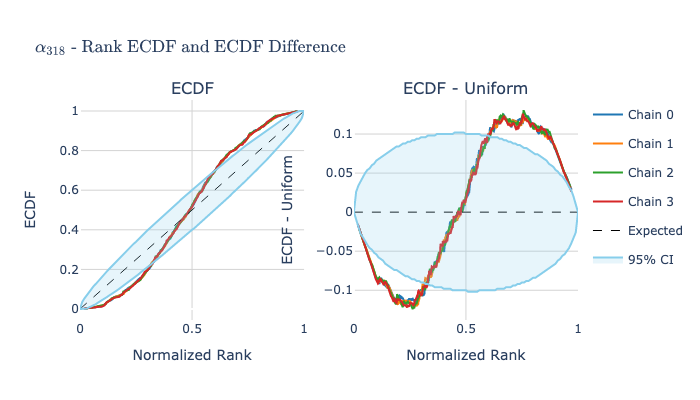 α₃₁₈ - Rank ECDF and ECDF Difference
ECDF
ECDF
1
0.8
0.6
0.4
0.2
0
0
0.5
1
Normalized Rank
ECDF - Uniform
ECDF - Uniform
0.1
0.05
0
−0.05
−0.1
0
0.5
1
Normalized Rank
Chain 0
Chain 1
Chain 2
Chain 3
Expected
95% CI